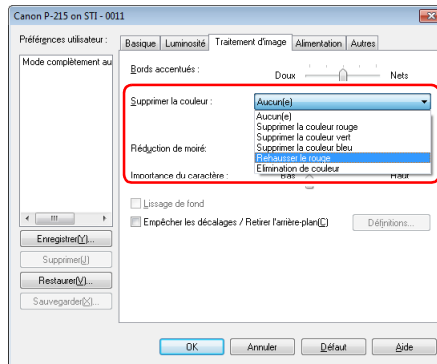 Canon P-215 on STI - 0011
Préférences utilisateur :
Mode complètement au
Enregistrer(Y)...
Supprimer(J)
Restaurer(V)...
Sauvegarder(X)...
Basique Luminosité Traitement d'image Alimentation Autres
Bords accentués :
Doux Nets
Supprimer la couleur : Aucun(e)
Aucun(e)
Supprimer la couleur rouge
Supprimer la couleur vert
Réduction de moiré: Supprimer la couleur bleu
Rehausser le rouge
Elimination de couleur
Importance du caractère : Bas Haut
Lissage de fond
Empêcher les décalages / Retirer l'arrière-plan(C) Définitions...
OK Annuler Défaut Aide